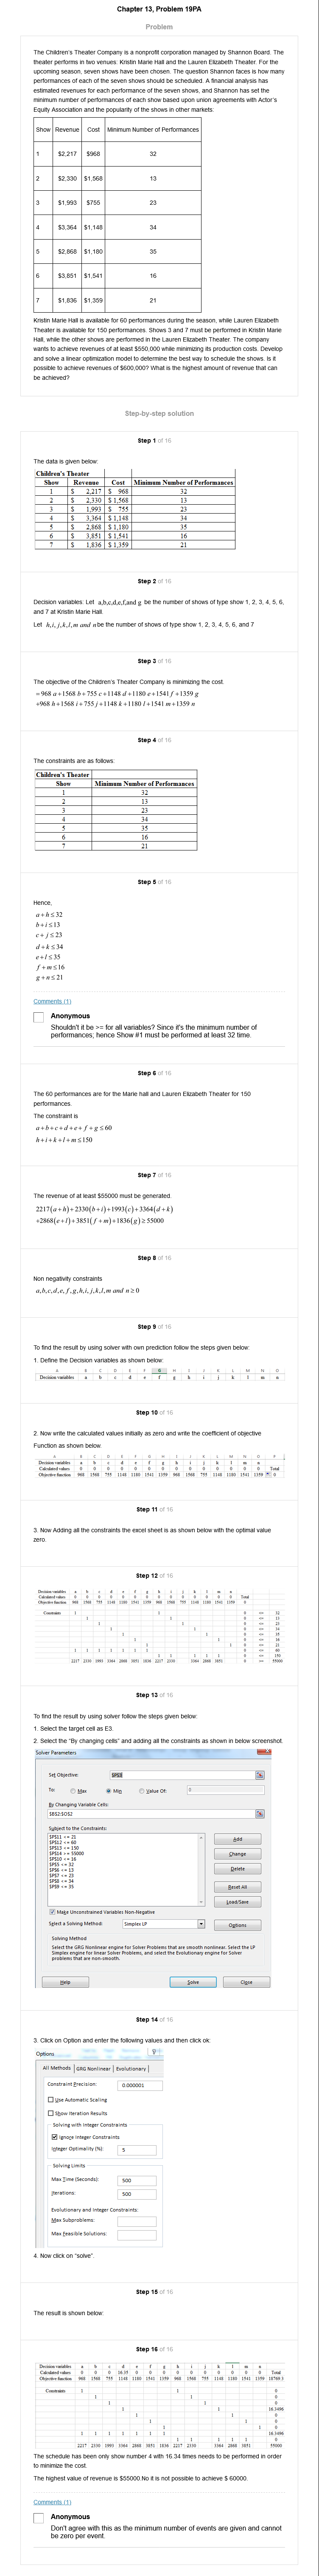 Chapter 13, Problem 19PA
Problem
The Children's Theater Company is a nonprofit corporation managed by Shannon Board. The
theater performs in two venues: Kristin Marie Hall and the Lauren Elizabeth Theater. For the
upcoming season, seven shows have been chosen. The question Shannon faces is how many
performances of each of the seven shows should be scheduled. A financial analysis has
estimated revenues for each performance of the seven shows, and Shannon has set the
minimum number of performances of each show based upon union agreements with Actor's
Equity Association and the popularity of the shows in other markets:
Show Revenue Cost Minimum Number of Performances
1 $2,217 $968 32
2 $2,330 $1,568 13
3 $1,993 $755 23
4 $3,364 $1,148 34
5 $2,868 $1,180 35
6 $3,851 $1,541 16
7 $1,836 $1,359 21
Kristin Marie Hall is available for 60 performances during the season, while Lauren Elizabeth
Theater is available for 150 performances. Shows 3 and 7 must be performed in Kristin Marie
Hall, while the other shows are performed in the Lauren Elizabeth Theater. The company
wants to achieve revenues of at least $550,000 while minimizing its production costs. Develop
and solve a linear optimization model to determine the best way to schedule the shows. Is it
possible to achieve revenues of $600,000? What is the highest amount of revenue that can
be achieved?
Step-by-step solution
Step 1 of 16
The data is given below:
Children's Theater
Show Revenue Cost Minimum Number of Performances
1 $ 2,217 $ 968 32
2 $ 2,330 $ 1,568 13
3 $ 1,993 $ 755 23
4 $ 3,364 $ 1,148 34
5 $ 2,868 $ 1,180 35
6 $ 3,851 $ 1,541 16
7 $ 1,836 $ 1,359 21
Step 2 of 16
Decision variables: Let a,b,c,d,e,f,and g be the number of shows of type show 1, 2, 3, 4, 5, 6,
and 7 at Kristin Marie Hall.
Let h,i,j,k,l,m and n be the number of shows of type show 1, 2, 3, 4, 5, 6, and 7
Step 3 of 16
The objective of the Children's Theater Company is minimizing the cost.
= 968 a +1568 b + 755 c +1148 d +1180 e +1541 f +1359 g
+968 h +1568 i + 755 j +1148 k +1180 l +1541 m +1359 n
Step 4 of 16
The constraints are as follows:
Children's Theater
Show Minimum Number of Performances
1 32
2 13
3 23
4 34
5 35
6 16
7 21
Step 5 of 16
Hence,
a + h ≤ 32
b + i ≤ 13
c + j ≤ 23
d + k ≤ 34
e + l ≤ 35
f + m ≤ 16
g + n ≤ 21
Comments (1)
Anonymous
Shouldn't it be >= for all variables? Since it's the minimum number of
performances; hence Show #1 must be performed at least 32 time.
Step 6 of 16
The 60 performances are for the Marie hall and Lauren Elizabeth Theater for 150
performances.
The constraint is
a + b + c + d + e + f + g ≤ 60
h + i + k + l + m ≤ 150
Step 7 of 16
The revenue of at least $55000 must be generated.
2217(a + h) + 2330(b + i) +1993(c) + 3364(d + k)
+2868(e + l) + 3851(f + m) +1836(g) ≥ 55000
Step 8 of 16
Non negativity constraints
a,b,c,d,e,f,g,h,i,j,k,l,m and n ≥ 0
Step 9 of 16
To find the result by using solver with own prediction follow the steps given below:
1. Define the Decision variables as shown below:
A B C D E F G H I J K L M N O
Decision variables a b c d e f g h i j k l m n
Step 10 of 16
2. Now write the calculated values initially as zero and write the coefficient of objective
Function as shown below.
A B C D E F G H I J K L M N O P
Decision variables a b c d e f g h i j k l m n
Calculated values 0 0 0 0 0 0 0 0 0 0 0 0 0 0 Total
Objective function 968 1568 755 1148 1180 1541 1359 968 1568 755 1148 1180 1541 1359 0
Step 11 of 16
3. Now Adding all the constraints the excel sheet is as shown below with the optimal value
zero.
Step 12 of 16
Decision variables a b c d e f g h i j k l m n
Calculated values 0 0 0 0 0 0 0 0 0 0 0 0 0 0 Total
Objective function 968 1568 755 1148 1180 1541 1359 968 1568 755 1148 1180 1541 1359 0
Constraints 1 1 0 <= 32
1 1 0 <= 13
1 1 0 <= 23
1 1 0 <= 34
1 1 0 <= 35
1 1 0 <= 16
1 1 0 <= 21
1 1 1 1 1 1 1 0 <= 60
1 1 1 1 1 0 <= 150
2217 2330 1993 3364 2868 3851 1836 2217 2330 3364 2868 3851 0 >= 55000
Step 13 of 16
To find the result by using solver follow the steps given below:
1. Select the target cell as E3.
2. Select the "By changing cells" and adding all the constraints as shown in below screenshot.
Solver Parameters
Set Objective: $P$3
To: Max Min Value Of: 0
By Changing Variable Cells:
$B$2:$O$2
Subject to the Constraints:
$P$11 <= 21
$P$12 <= 60
$P$13 <= 150
$P$14 >= 55000
$P$10 <= 16
$P$5 <= 32
$P$6 <= 13
$P$7 <= 23
$P$8 <= 34
$P$9 <= 35
Add
Change
Delete
Reset All
Load/Save
Make Unconstrained Variables Non-Negative
Select a Solving Method: Simplex LP Options
Solving Method
Select the GRG Nonlinear engine for Solver Problems that are smooth nonlinear. Select the LP
Simplex engine for linear Solver Problems, and select the Evolutionary engine for Solver
problems that are non-smooth.
Help Solve Close
Step 14 of 16
3. Click on Option and enter the following values and then click ok:
Options
All Methods GRG Nonlinear Evolutionary
Constraint Precision: 0.000001
Use Automatic Scaling
Show Iteration Results
Solving with Integer Constraints
Ignore Integer Constraints
Integer Optimality (%): 5
Solving Limits
Max Time (Seconds): 500
Iterations: 500
Evolutionary and Integer Constraints:
Max Subproblems:
Max Feasible Solutions:
4. Now click on "solve".
Step 15 of 16
The result is shown below:
Step 16 of 16
Decision variables a b c d e f g h i j k l m n
Calculated values 0 0 0 16.35 0 0 0 0 0 0 0 0 0 0 Total
Objective function 968 1568 755 1148 1180 1541 1359 968 1568 755 1148 1180 1541 1359 18769.3
Constraints 1 1 0
1 1 0
1 1 0
1 1 16.3496
1 1 0
1 1 0
1 1 0
1 1 1 1 1 1 1 16.3496
1 1 1 1 1 0
2217 2330 1993 3364 2868 3851 1836 2217 2330 3364 2868 3851 55000
The schedule has been only show number 4 with 16.34 times needs to be performed in order
to minimize the cost.
The highest value of revenue is $55000.No it is not possible to achieve $ 60000.
Comments (1)
Anonymous
Don't agree with this as the minimum number of events are given and cannot
be zero per event.